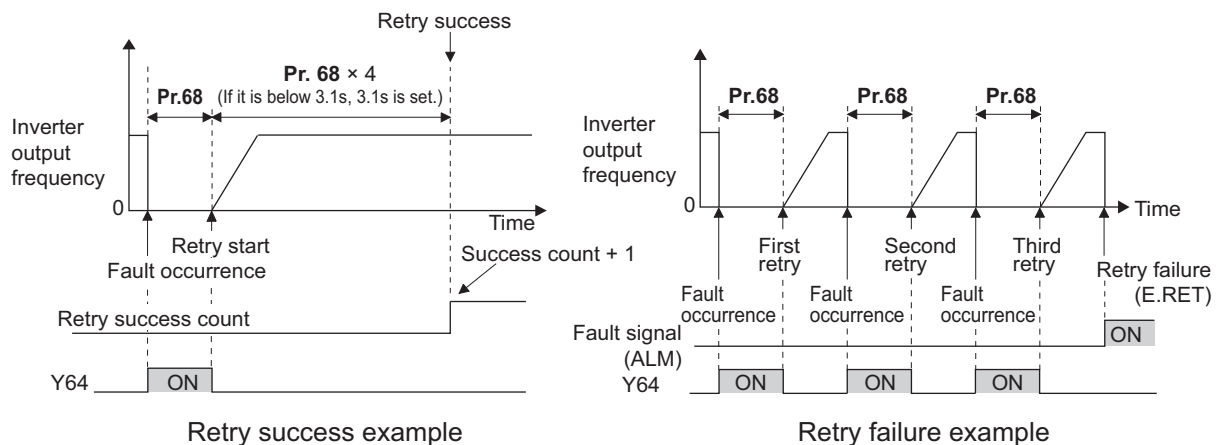 Retry success
Pr. 68 × 4
(If it is below 3.1s, 3.1s is set.)
Pr.68
Inverter
output
frequency
0
Time
Retry start
Fault occurrence
Success count + 1
Retry success count
Y64
ON
Retry success example
Pr.68
Pr.68
Pr.68
Inverter
output
frequency
0
Time
First
retry
Second
retry
Third
retry
Retry failure
(E.RET)
Fault
occurrence
Fault
occurrence
Fault
occurrence
Fault signal
(ALM)
ON
Y64
ON
ON
ON
Retry failure example